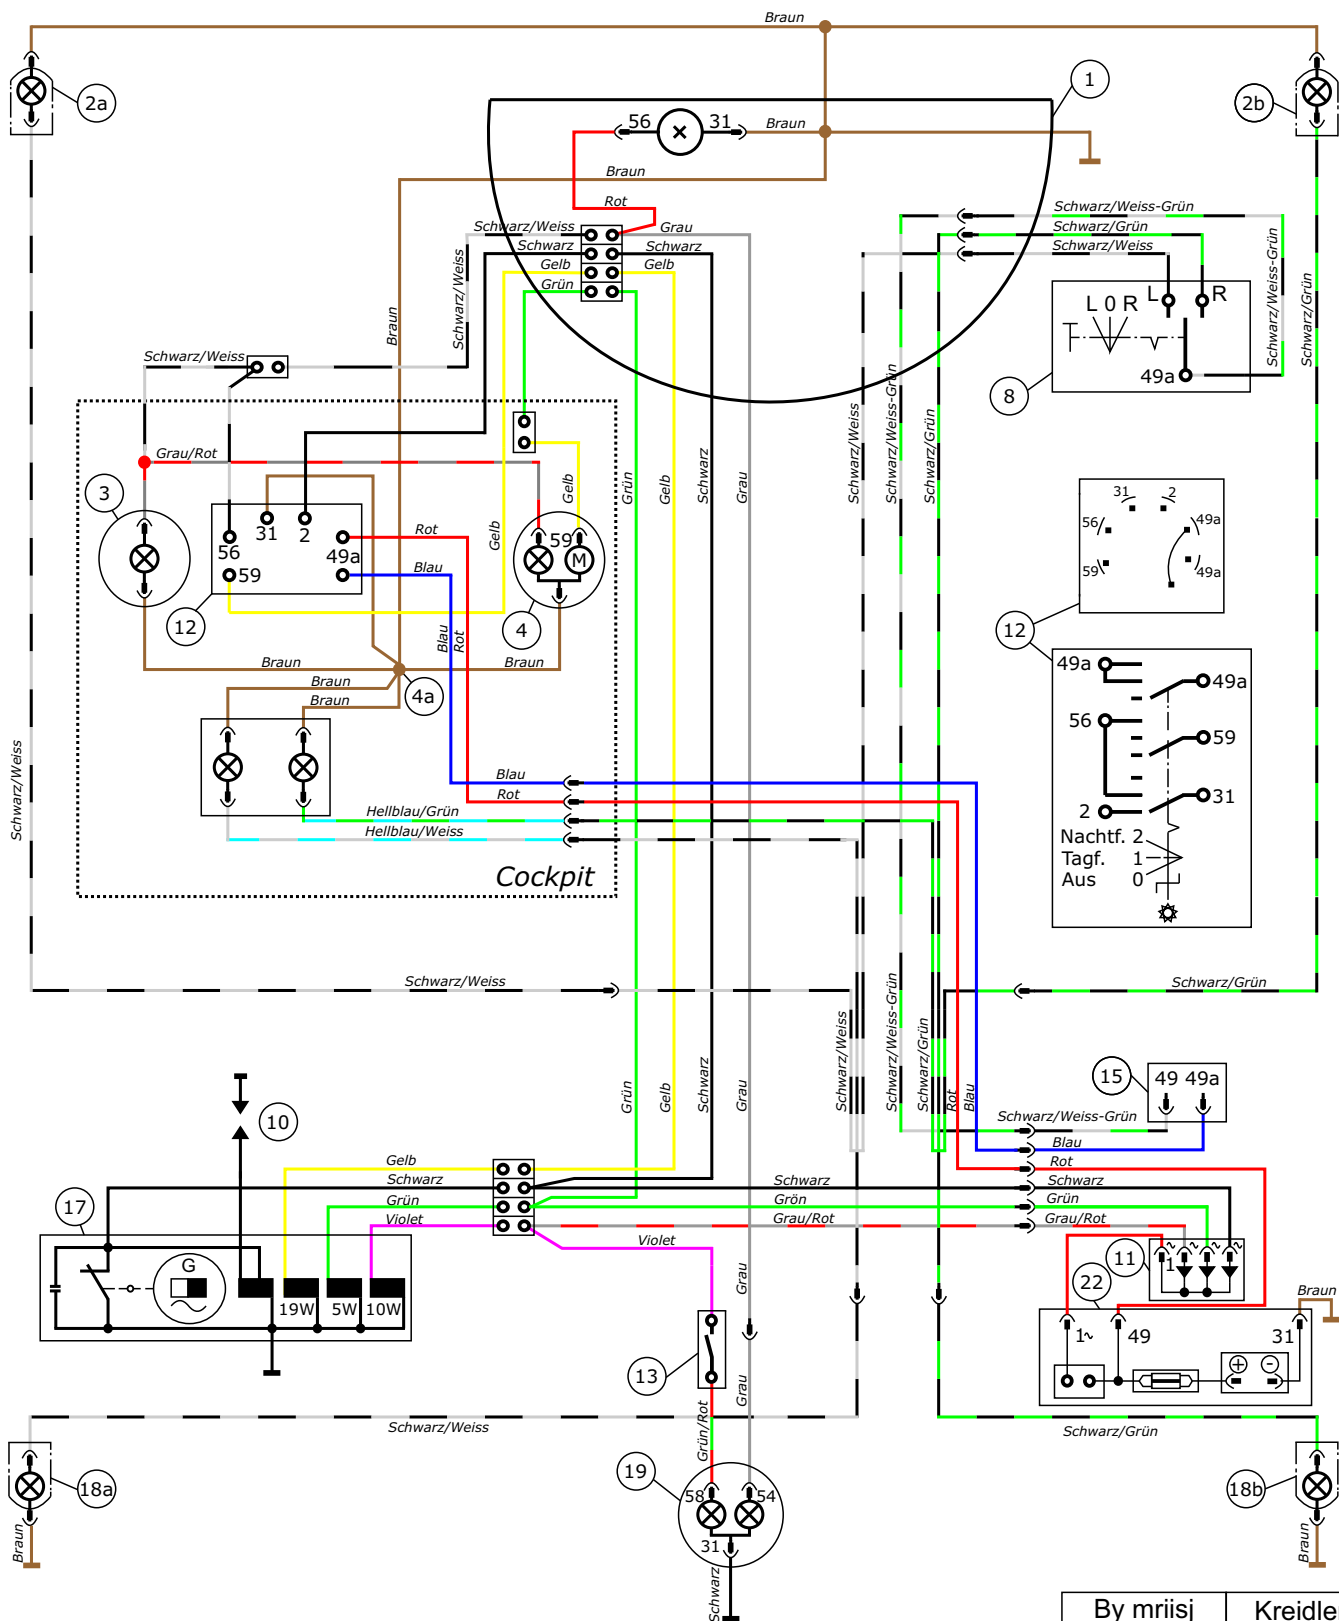 Braun
2a
2b
1
56
31
Braun
Braun
Rot
Schwarz/Weiss
Grau
Schwarz
Schwarz
Gelb
Gelb
Grün
Schwarz/Weiss-Grün
Schwarz/Grün
Schwarz/Weiss
L
R
L 0 R
49a
8
Schwarz/Weiss-Grün
Schwarz/Grün
Braun
Schwarz/Weiss
Schwarz/Weiss
Grau/Rot
3
31
2
56
59
49a
Rot
Blau
Gelb
Gelb
59
M
4
12
Grün
Gelb
Schwarz
Grau
Schwarz/Weiss
Schwarz/Weiss-Grün
Schwarz/Grün
31
2
56
49a
59
49a
12
Blau
Rot
Braun
Braun
Braun
Braun
4a
49a
49a
56
59
2
31
Nachtf. 2
Tagf. 1
Aus 0
Blau
Rot
Hellblau/Grün
Hellblau/Weiss
Cockpit
Schwarz/Weiss
Schwarz/Weiss
Schwarz/Grün
Schwarz/Weiss
Schwarz/Weiss-Grün
Schwarz/Grün
Rot
Blau
Grün
Gelb
Schwarz
Grau
15
49 49a
Schwarz/Weiss-Grün
Blau
Rot
Schwarz
Grün
Grau/Rot
10
Gelb
Schwarz
Grün
Violet
Schwarz
Grön
Grau/Rot
Violet
17
G
19W
5W
10W
Grau
11
1
22
1~
49
31
Braun
13
Grau
Grün/Rot
Schwarz/Weiss
Schwarz/Grün
18a
19
58
54
31
18b
Braun
Schwarz
Braun
By mriisj
Kreidle